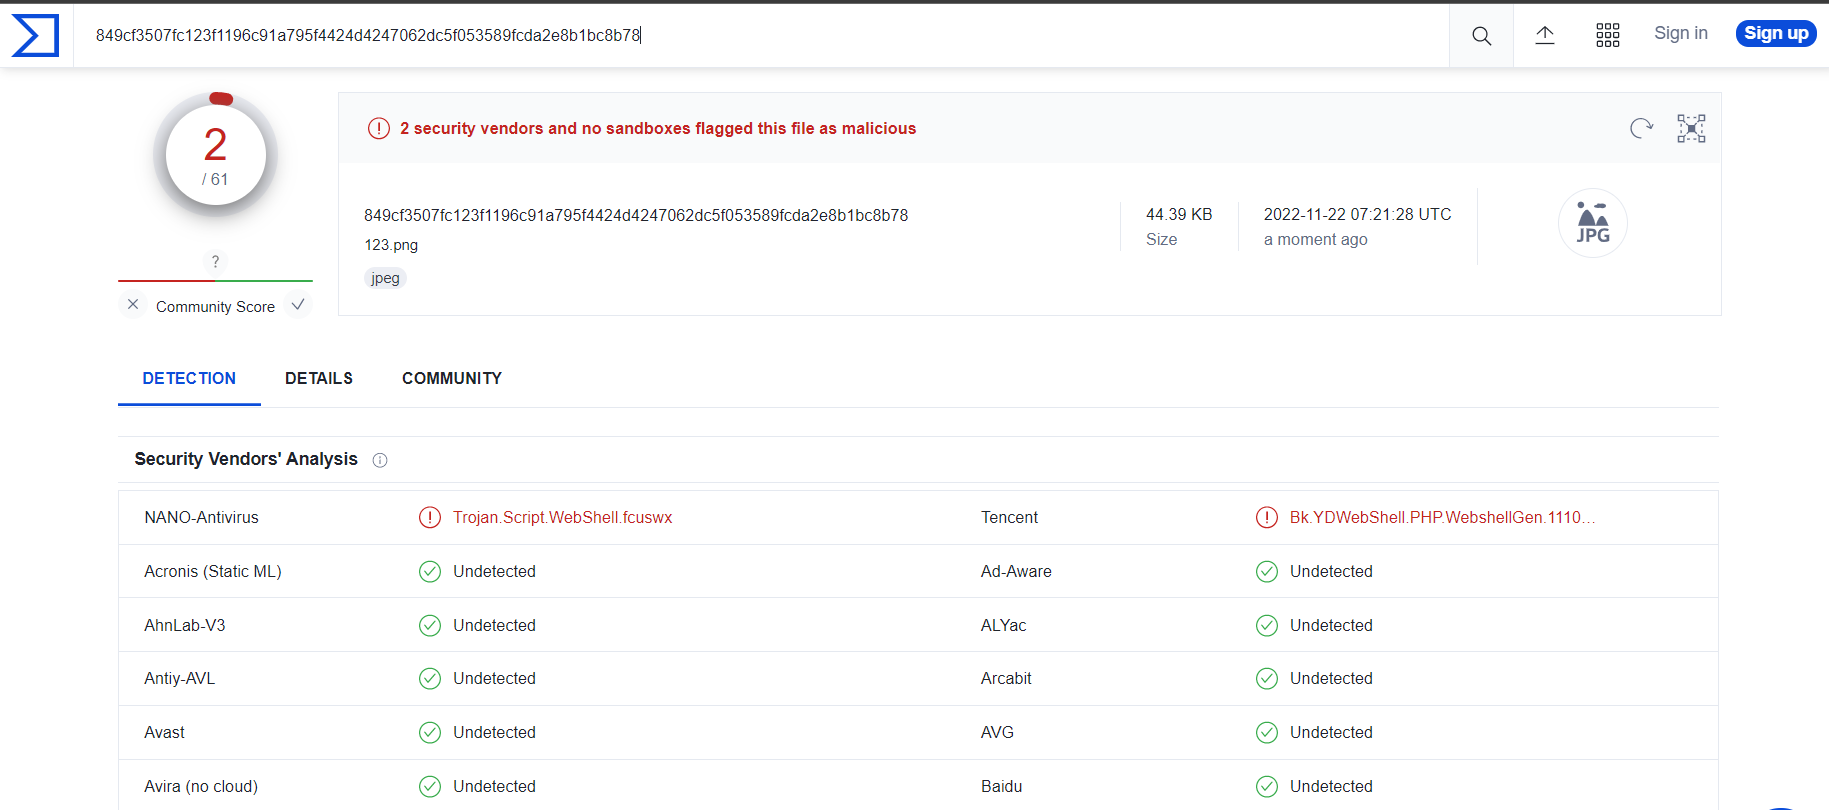 849cf3507fc123f1196c91a795f4424d4247062dc5f053589fcda2e8b1bc8b78
Sign in
Sign up
2
/ 61
?
Community Score
2 security vendors and no sandboxes flagged this file as malicious
849cf3507fc123f1196c91a795f4424d4247062dc5f053589fcda2e8b1bc8b78
123.png
jpeg
44.39 KB
Size
2022-11-22 07:21:28 UTC
a moment ago
JPG
DETECTION
DETAILS
COMMUNITY
Security Vendors' Analysis
NANO-Antivirus Trojan.Script.WebShell.fcuswx Tencent Bk.YDWebShell.PHP.WebshellGen.1110...
Acronis (Static ML) Undetected Ad-Aware Undetected
AhnLab-V3 Undetected ALYac Undetected
Antiy-AVL Undetected Arcabit Undetected
Avast Undetected AVG Undetected
Avira (no cloud) Undetected Baidu Undetected